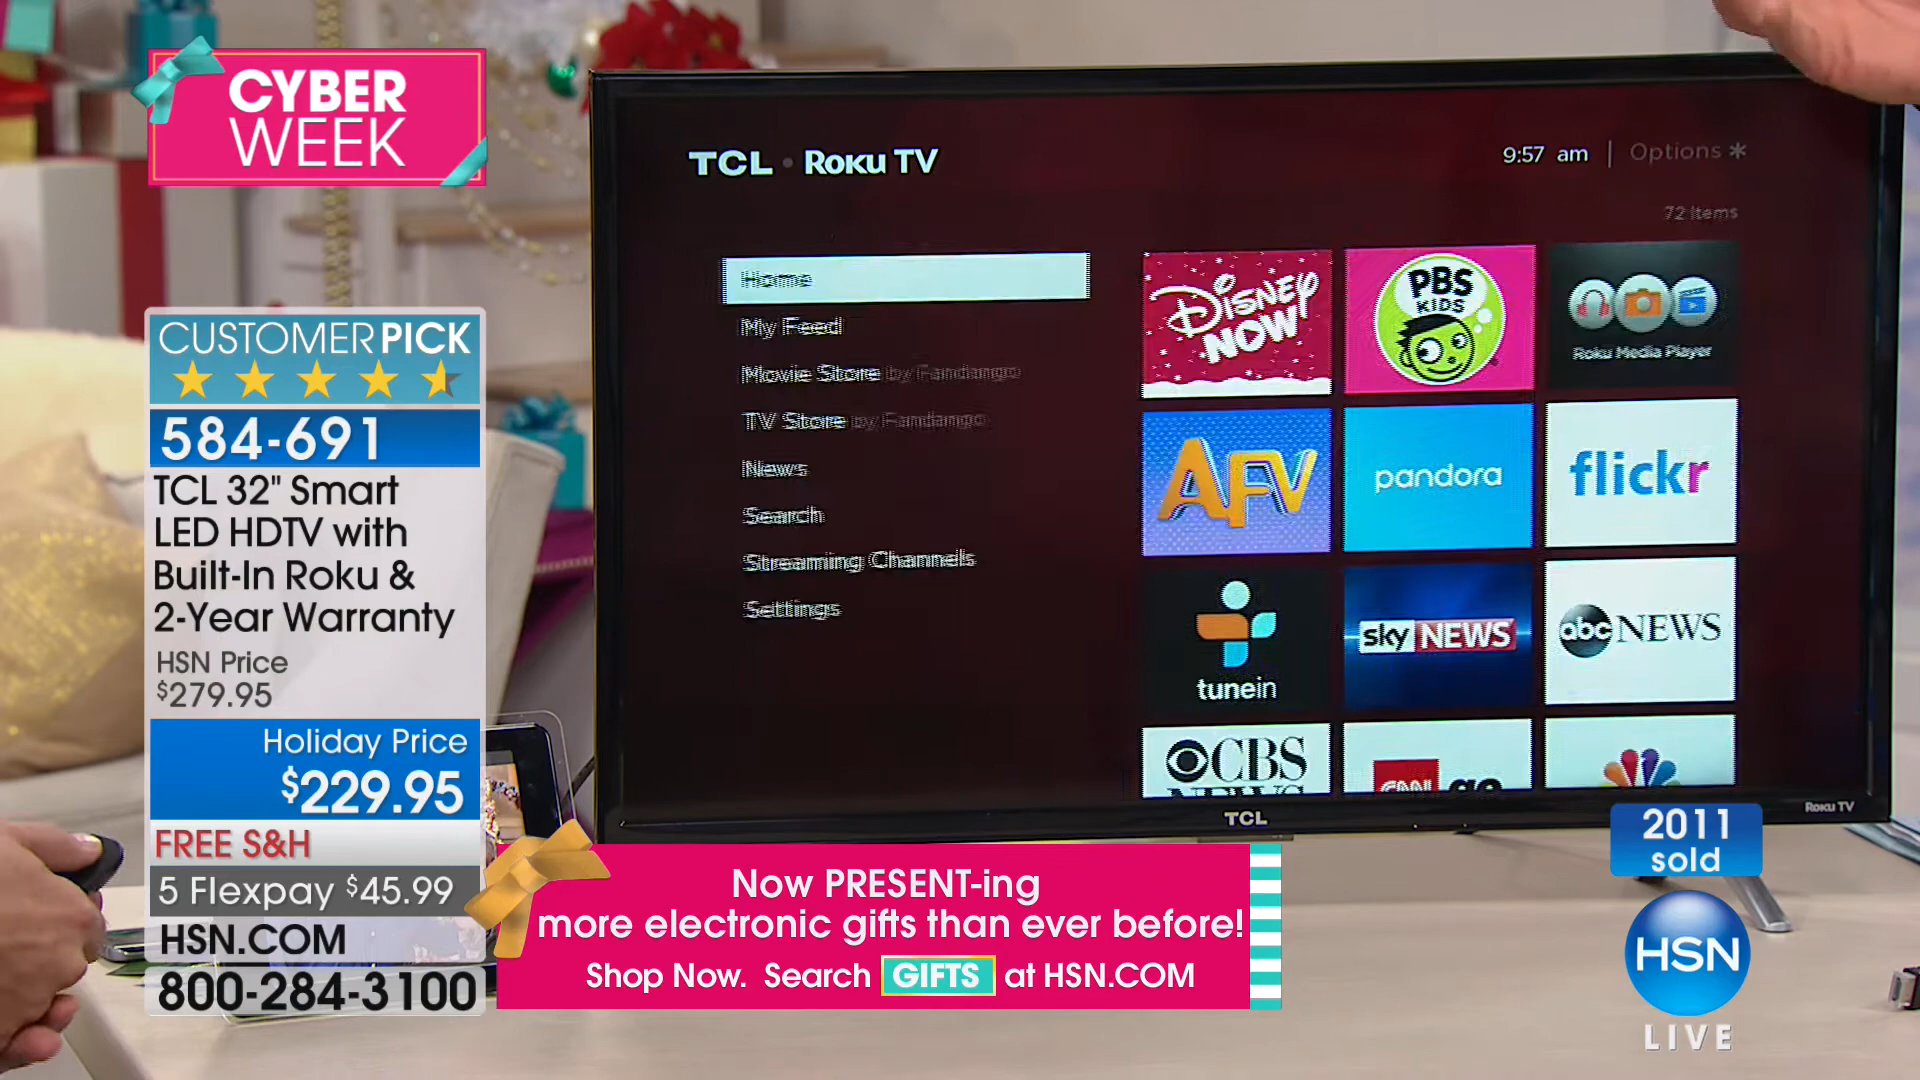 CYBER
WEEK
CUSTOMER PICK
584-691
TCL 32" Smart
LED HDTV with
Built-In Roku &
2-Year Warranty
HSN Price
$279.95
Holiday Price
$229.95
FREE S&H
5 Flexpay $45.99
HSN.COM
800-284-3100
TCL • Roku TV
9:57 am | Options *
72 items
Home
My Feed
Movie Store by Fandango
TV Store by Fandango
News
Search
Streaming Channels
Settings
Disney
NOW!
PBS
KIDS
Roku Media Player
AFV
pandora
flickr
tunein
sky NEWS
abc NEWS
CBS
NEWS
CNN go
TCL
Roku TV
Now PRESENT-ing
more electronic gifts than ever before!
Shop Now. Search GIFTS at HSN.COM
2011
sold
HSN
LIVE